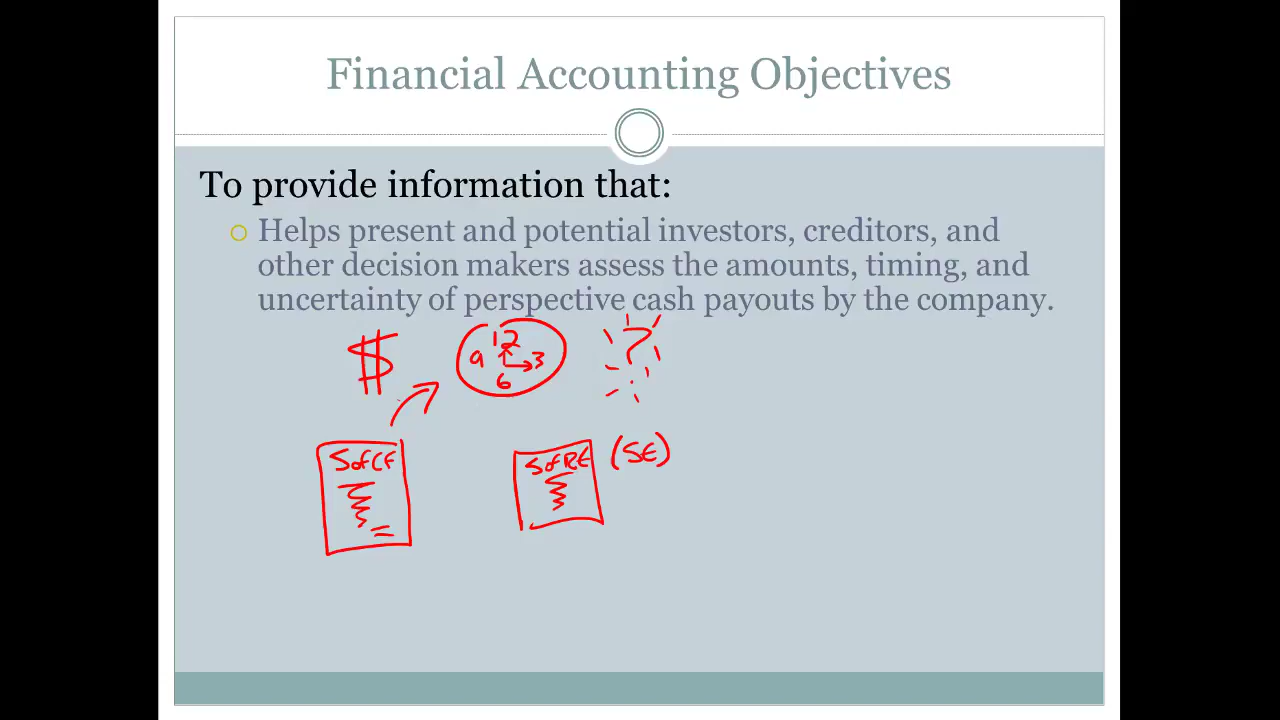 Financial Accounting Objectives
To provide information that:
Helps present and potential investors, creditors, and
other decision makers assess the amounts, timing, and
uncertainty of perspective cash payouts by the company.
$
12
9 3
6
?
SofCF
SofRE (SE)